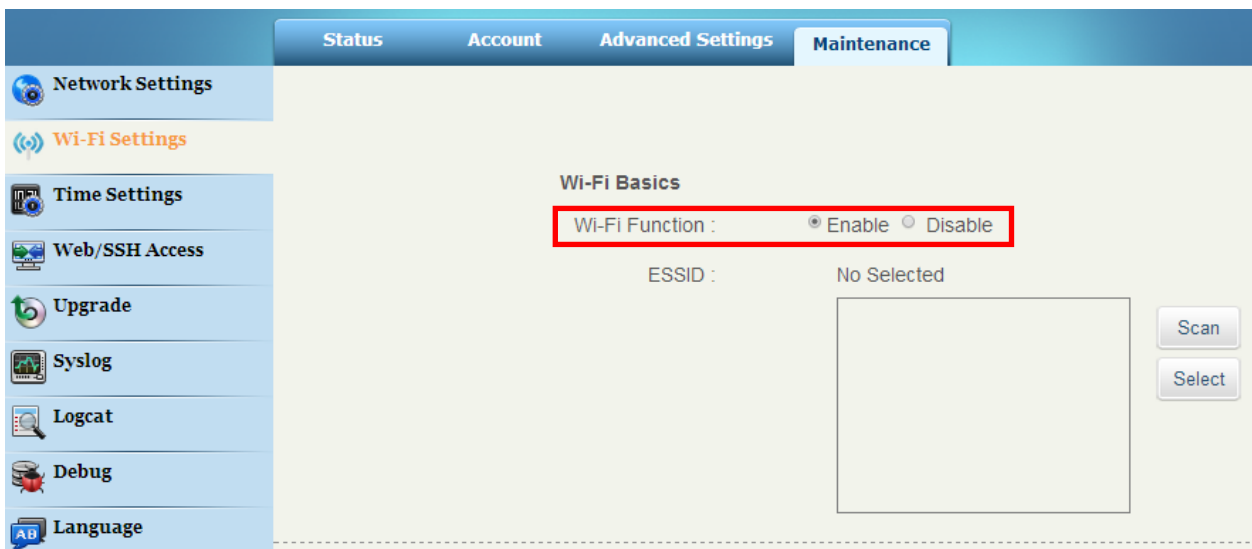 Status Account Advanced Settings Maintenance
Network Settings
Wi-Fi Settings
Time Settings
Web/SSH Access
Upgrade
Syslog
Logcat
Debug
Language
Wi-Fi Basics
Wi-Fi Function : Enable Disable
ESSID : No Selected
Scan
Select